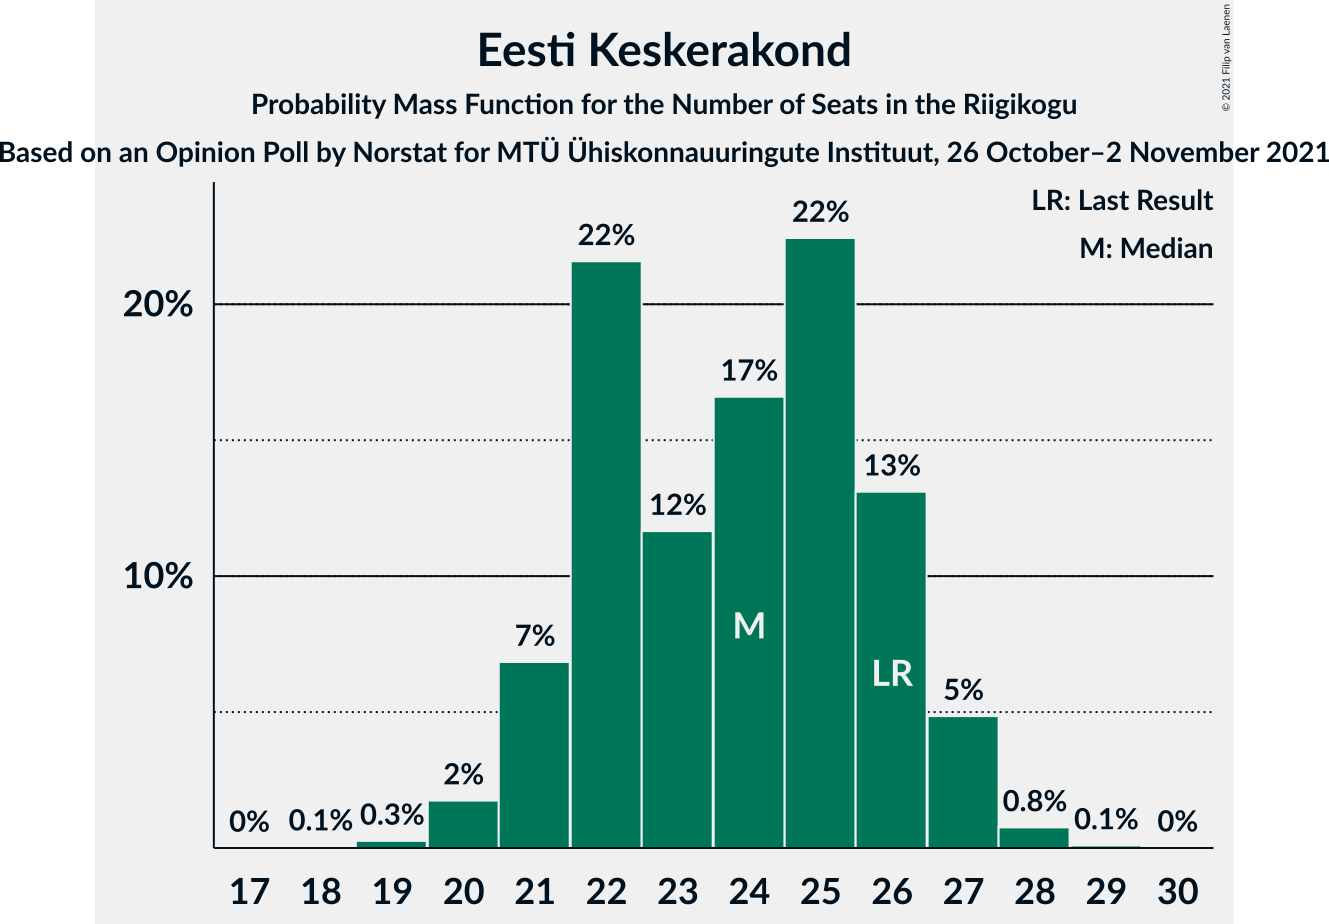 Eesti Keskerakond
Probability Mass Function for the Number of Seats in the Riigikogu
Based on an Opinion Poll by Norstat for MTÜ Ühiskonnauuringute Instituut, 26 October–2 November 2021
© 2021 Filip van Laenen
LR: Last Result
M: Median
20%
10%
0%
0.1%
0.3%
2%
7%
22%
12%
17%
22%
13%
5%
0.8%
0.1%
0%
M
LR
17 18 19 20 21 22 23 24 25 26 27 28 29 30